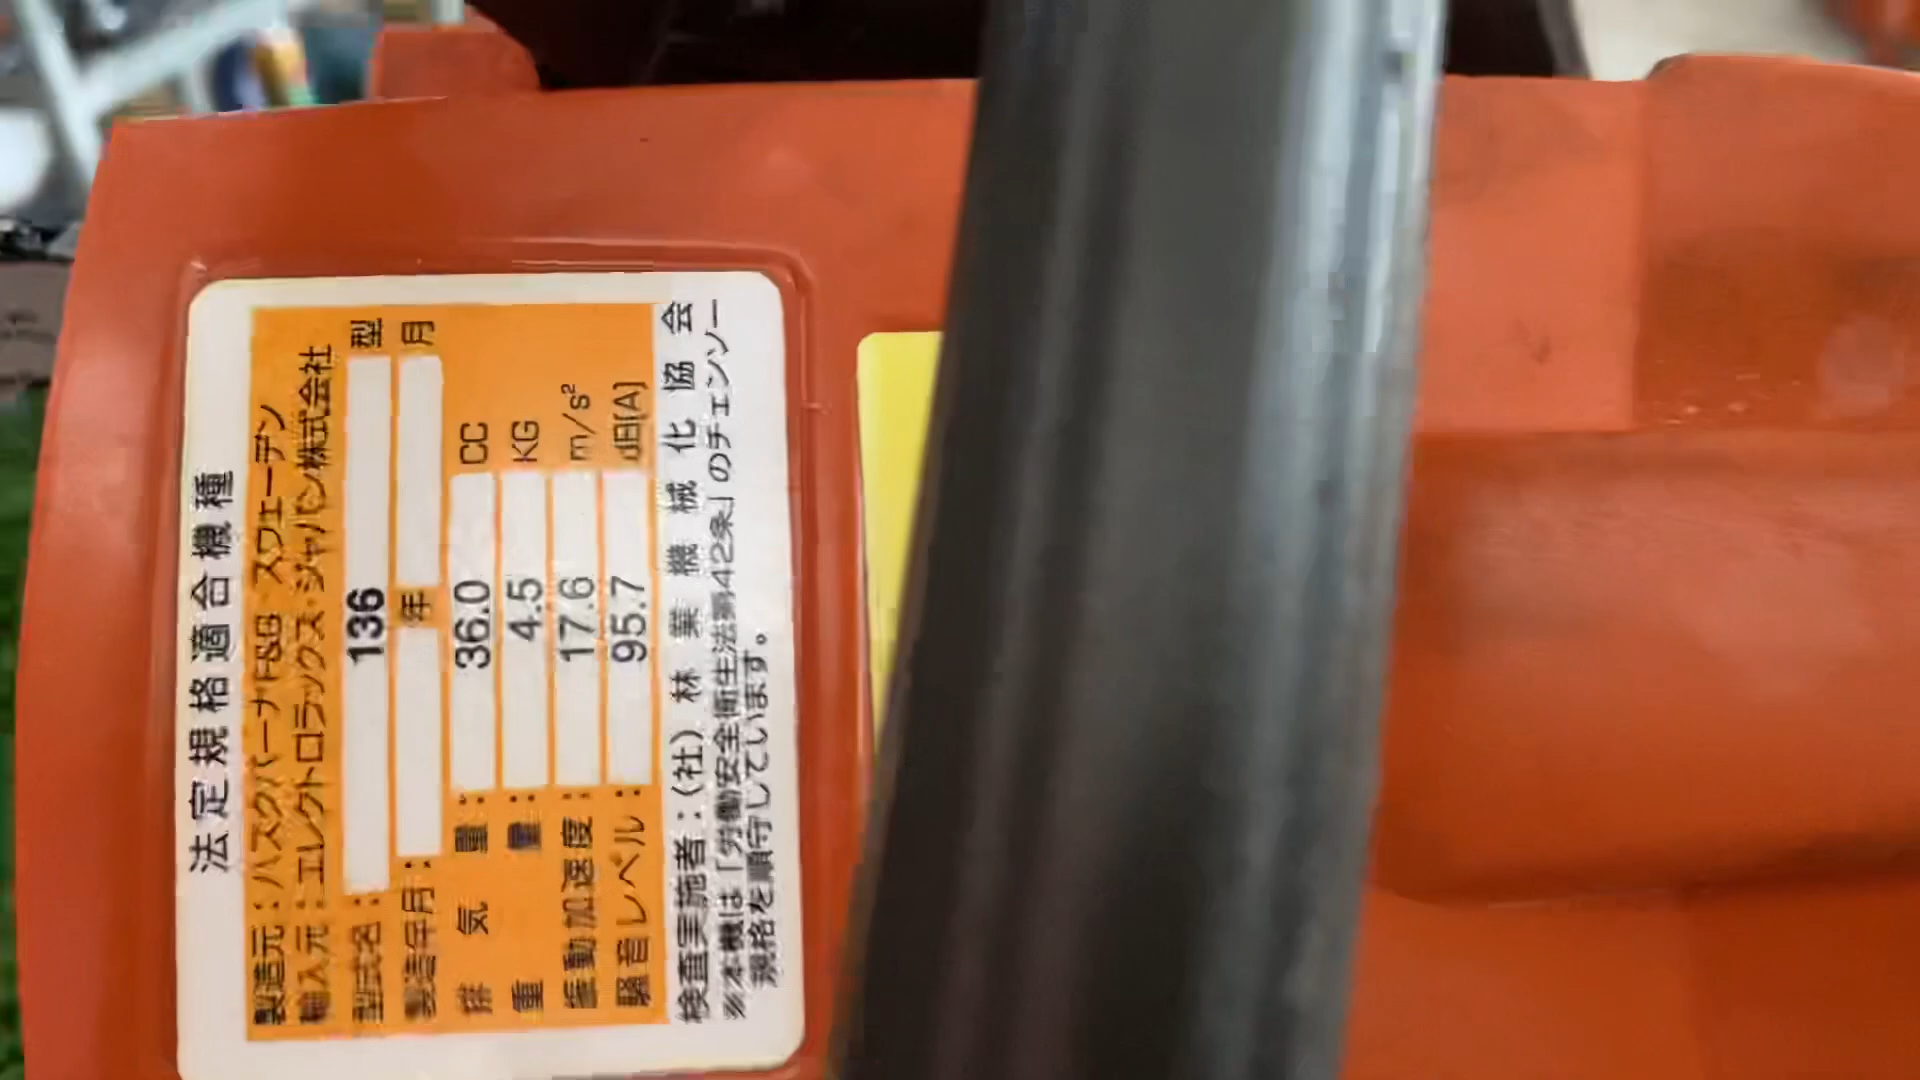 法定規格適合機種
製造元：ハスクバーナF&G スウェーデン
輸入元：エレクトロラックス・ジャパン株式会社
型式名： 136 型
製造年月： 年 月
排気量： 36.0 CC
重量： 4.5 KG
振動加速度： 17.6 m/s²
騒音レベル： 95.7 dB(A)
検査実施者：(社) 林業機械化協会
※本機は「労働安全衛生法第42条」のチェンソー
規格を順守しています。